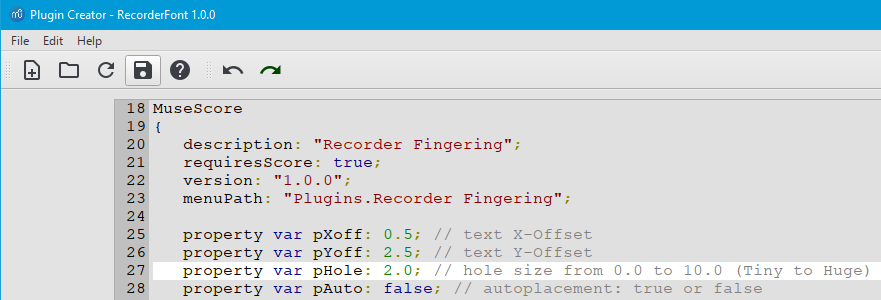 Plugin Creator - RecorderFont 1.0.0
File Edit Help
18 MuseScore
19 {
20 description: "Recorder Fingering";
21 requiresScore: true;
22 version: "1.0.0";
23 menuPath: "Plugins.Recorder Fingering";
24
25 property var pXoff: 0.5; // text X-Offset
26 property var pYoff: 2.5; // text Y-Offset
27 property var pHole: 2.0; // hole size from 0.0 to 10.0 (Tiny to Huge)
28 property var pAuto: false; // autoplacement: true or false